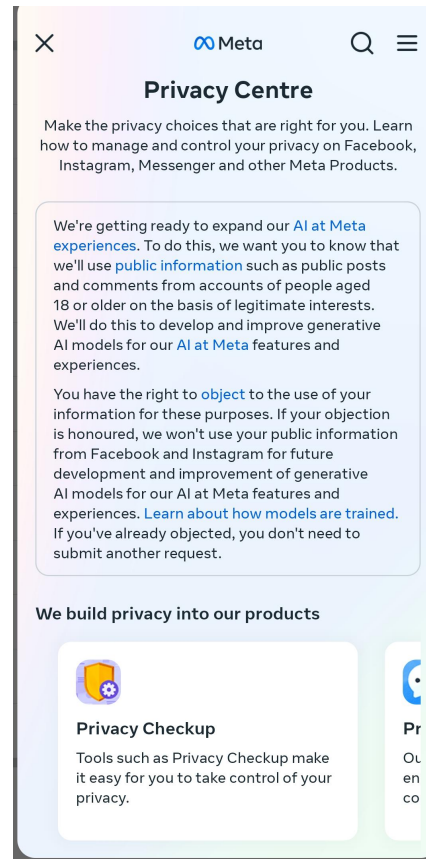 Meta
Privacy Centre
Make the privacy choices that are right for you. Learn
how to manage and control your privacy on Facebook,
Instagram, Messenger and other Meta Products.
We're getting ready to expand our AI at Meta
experiences. To do this, we want you to know that
we'll use public information such as public posts
and comments from accounts of people aged
18 or older on the basis of legitimate interests.
We'll do this to develop and improve generative
AI models for our AI at Meta features and
experiences.
You have the right to object to the use of your
information for these purposes. If your objection
is honoured, we won't use your public information
from Facebook and Instagram for future
development and improvement of generative
AI models for our AI at Meta features and
experiences. Learn about how models are trained.
If you've already objected, you don't need to
submit another request.
We build privacy into our products
Privacy Checkup
Tools such as Privacy Checkup make
it easy for you to take control of your
privacy.
Pr
Ou
en
co